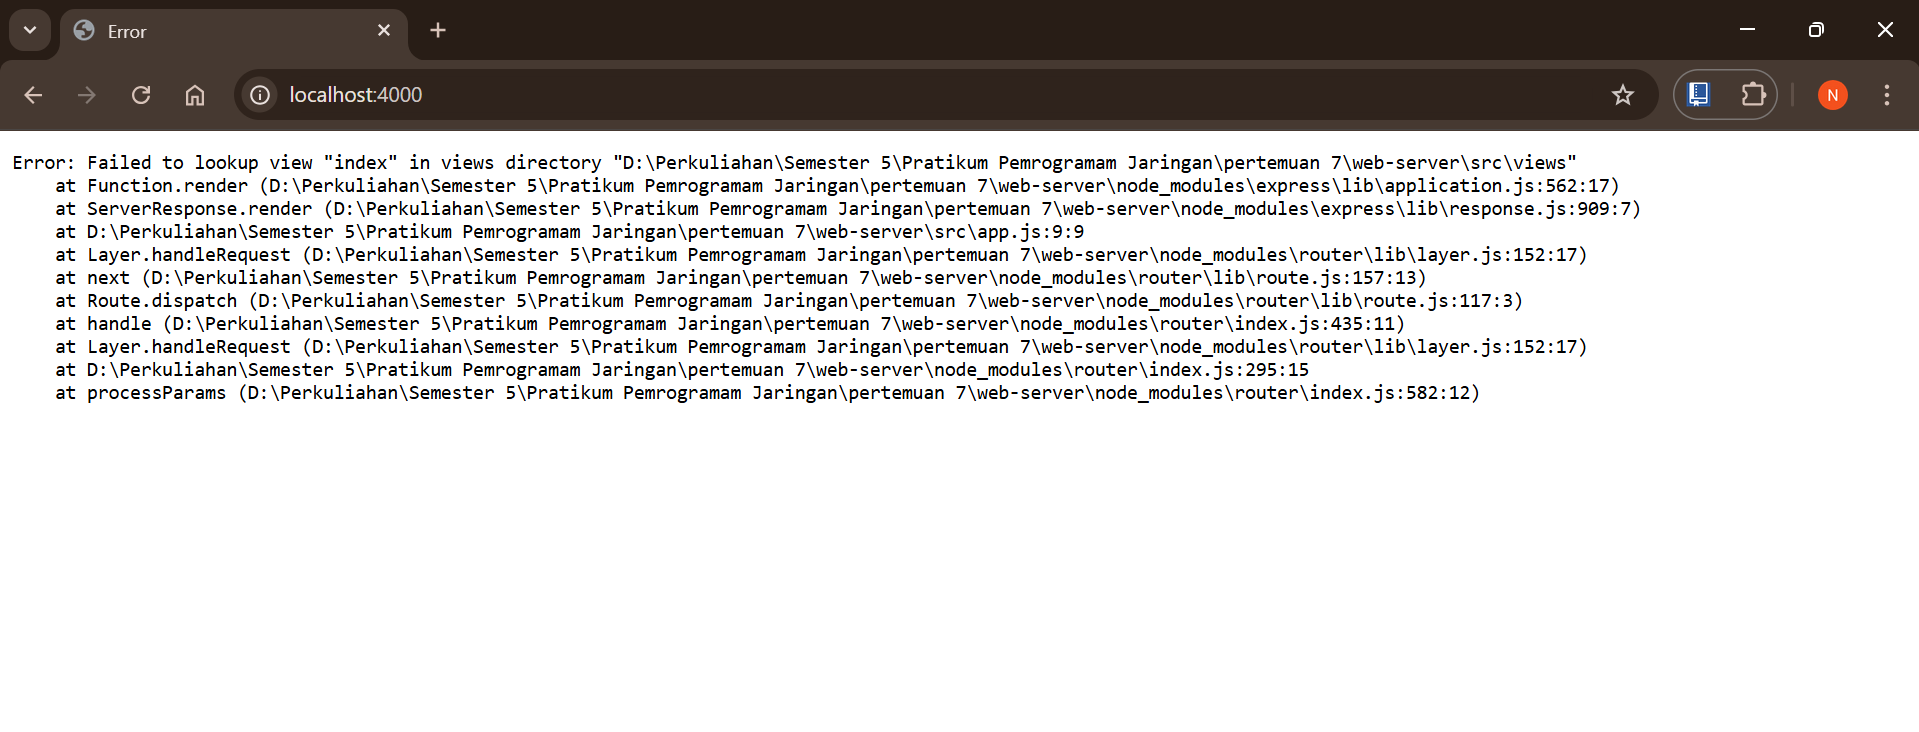 Error
localhost:4000
N
Error: Failed to lookup view "index" in views directory "D:\Perkuliahan\Semester 5\Pratikum Pemrogramam Jaringan\pertemuan 7\web-server\src\views"
    at Function.render (D:\Perkuliahan\Semester 5\Pratikum Pemrogramam Jaringan\pertemuan 7\web-server\node_modules\express\lib\application.js:562:17)
    at ServerResponse.render (D:\Perkuliahan\Semester 5\Pratikum Pemrogramam Jaringan\pertemuan 7\web-server\node_modules\express\lib\response.js:909:7)
    at D:\Perkuliahan\Semester 5\Pratikum Pemrogramam Jaringan\pertemuan 7\web-server\src\app.js:9:9
    at Layer.handleRequest (D:\Perkuliahan\Semester 5\Pratikum Pemrogramam Jaringan\pertemuan 7\web-server\node_modules\router\lib\layer.js:152:17)
    at next (D:\Perkuliahan\Semester 5\Pratikum Pemrogramam Jaringan\pertemuan 7\web-server\node_modules\router\lib\route.js:157:13)
    at Route.dispatch (D:\Perkuliahan\Semester 5\Pratikum Pemrogramam Jaringan\pertemuan 7\web-server\node_modules\router\lib\route.js:117:3)
    at handle (D:\Perkuliahan\Semester 5\Pratikum Pemrogramam Jaringan\pertemuan 7\web-server\node_modules\router\index.js:435:11)
    at Layer.handleRequest (D:\Perkuliahan\Semester 5\Pratikum Pemrogramam Jaringan\pertemuan 7\web-server\node_modules\router\lib\layer.js:152:17)
    at D:\Perkuliahan\Semester 5\Pratikum Pemrogramam Jaringan\pertemuan 7\web-server\node_modules\router\index.js:295:15
    at processParams (D:\Perkuliahan\Semester 5\Pratikum Pemrogramam Jaringan\pertemuan 7\web-server\node_modules\router\index.js:582:12)